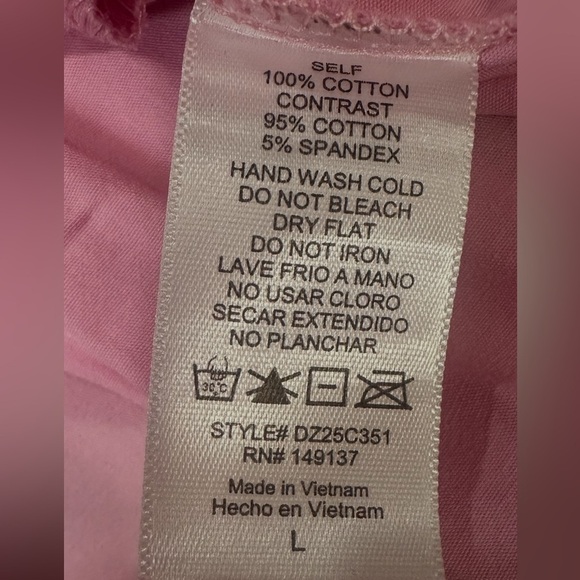 SELF
100% COTTON
CONTRAST
95% COTTON
5% SPANDEX
HAND WASH COLD
DO NOT BLEACH
DRY FLAT
DO NOT IRON
LAVE FRIO A MANO
NO USAR CLORO
SECAR EXTENDIDO
NO PLANCHAR
30°C
STYLE# DZ25C351
RN# 149137
Made in Vietnam
Hecho en Vietnam
L